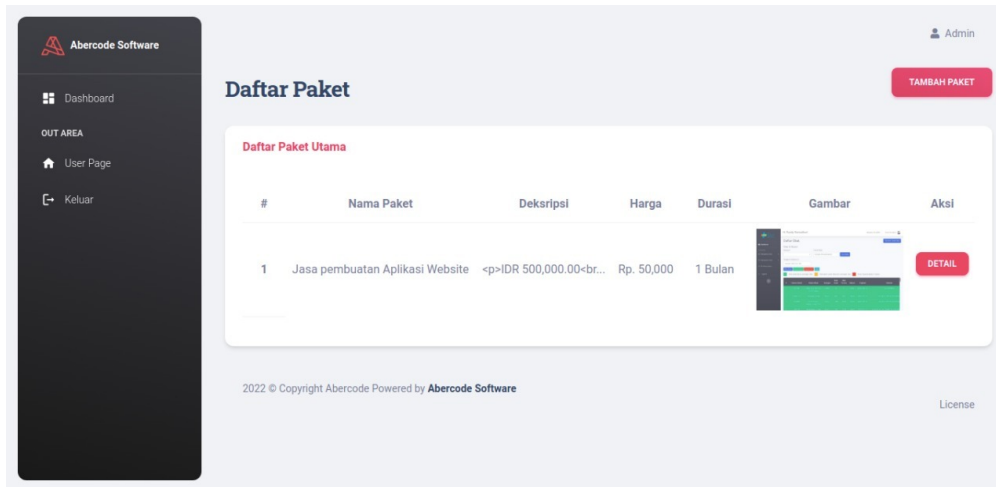 Abercode Software
Admin
Dashboard
OUT AREA
User Page
Keluar
Daftar Paket
TAMBAH PAKET
Daftar Paket Utama
# Nama Paket Deksripsi Harga Durasi Gambar Aksi
1 Jasa pembuatan Aplikasi Website <p>IDR 500,000.00<br... Rp. 50,000 1 Bulan DETAIL
2022 © Copyright Abercode Powered by Abercode Software
License